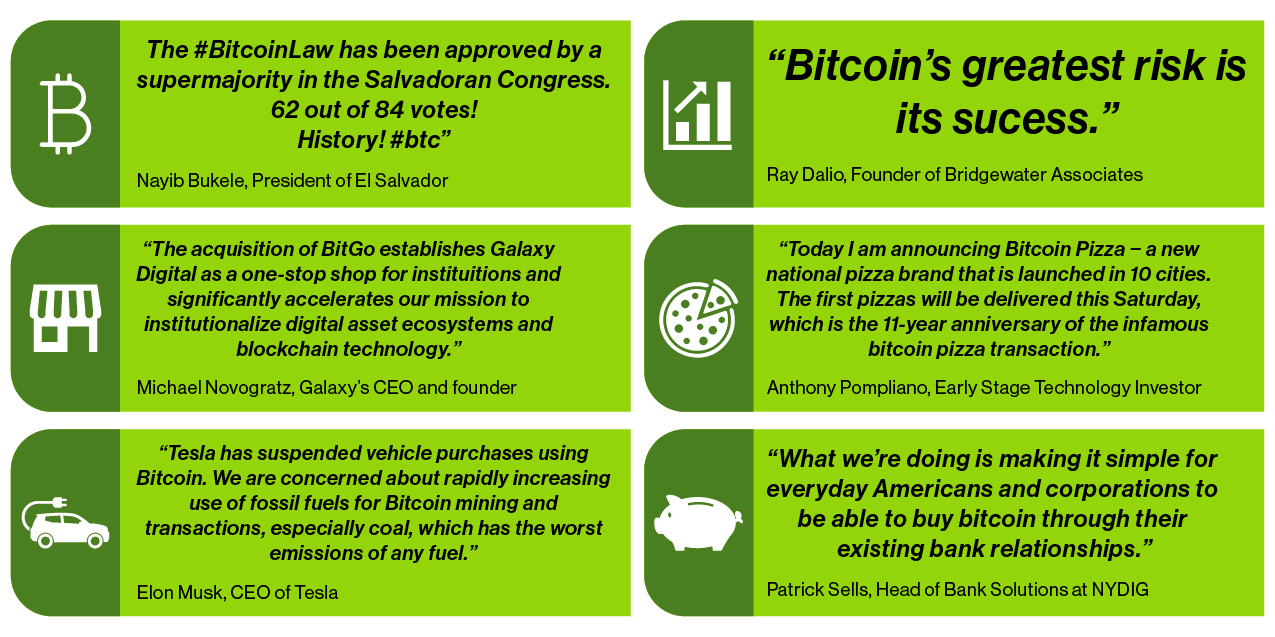 The #BitcoinLaw has been approved by a
supermajority in the Salvadoran Congress.
62 out of 84 votes!
History! #btc”
Nayib Bukele, President of El Salvador
“Bitcoin’s greatest risk is
its sucess.”
Ray Dalio, Founder of Bridgewater Associates
“The acquisition of BitGo establishes Galaxy
Digital as a one-stop shop for instituitions and
significantly accelerates our mission to
institutionalize digital asset ecosystems and
blockchain technology.”
Michael Novogratz, Galaxy’s CEO and founder
“Today I am announcing Bitcoin Pizza – a new
national pizza brand that is launched in 10 cities.
The first pizzas will be delivered this Saturday,
which is the 11-year anniversary of the infamous
bitcoin pizza transaction.”
Anthony Pompliano, Early Stage Technology Investor
“Tesla has suspended vehicle purchases using
Bitcoin. We are concerned about rapidly increasing
use of fossil fuels for Bitcoin mining and
transactions, especially coal, which has the worst
emissions of any fuel.”
Elon Musk, CEO of Tesla
“What we’re doing is making it simple for
everyday Americans and corporations to
be able to buy bitcoin through their
existing bank relationships.”
Patrick Sells, Head of Bank Solutions at NYDIG